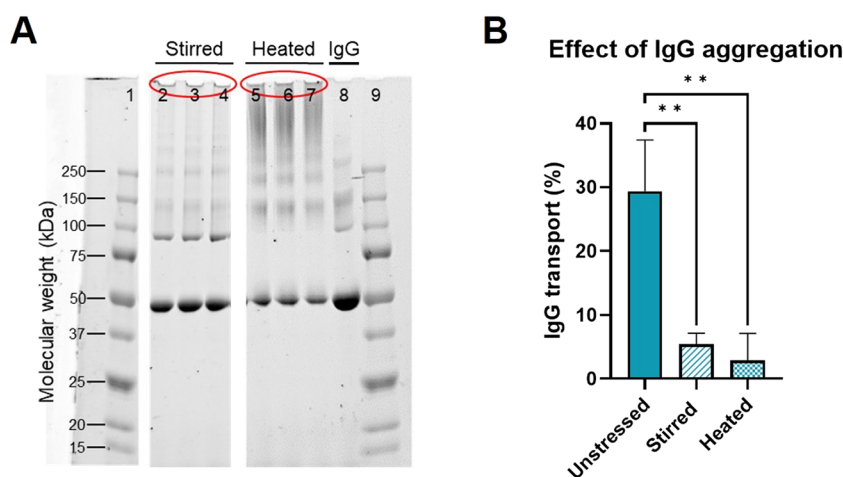 A
Stirred Heated IgG
1 2 3 4 5 6 7 8 9
Molecular weight (kDa)
250
150
100
75
50
37
25
20
15
B
Effect of IgG aggregation
**
**
IgG transport (%)
40
30
20
10
0
Unstressed
Stirred
Heated